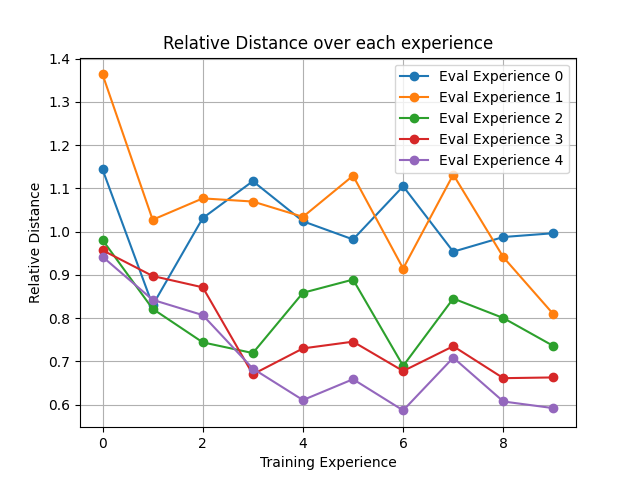 Relative Distance over each experience
Relative Distance
1.4
1.3
1.2
1.1
1.0
0.9
0.8
0.7
0.6
Eval Experience 0
Eval Experience 1
Eval Experience 2
Eval Experience 3
Eval Experience 4
0 2 4 6 8
Training Experience